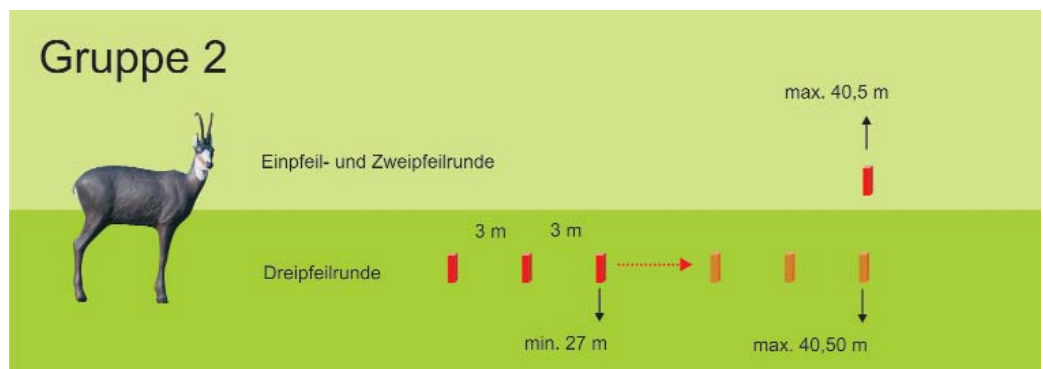 Gruppe 2
max. 40,5 m
Einpfeil- und Zweipfeilrunde
3 m 3 m
Dreipfeilrunde
min. 27 m max. 40,50 m